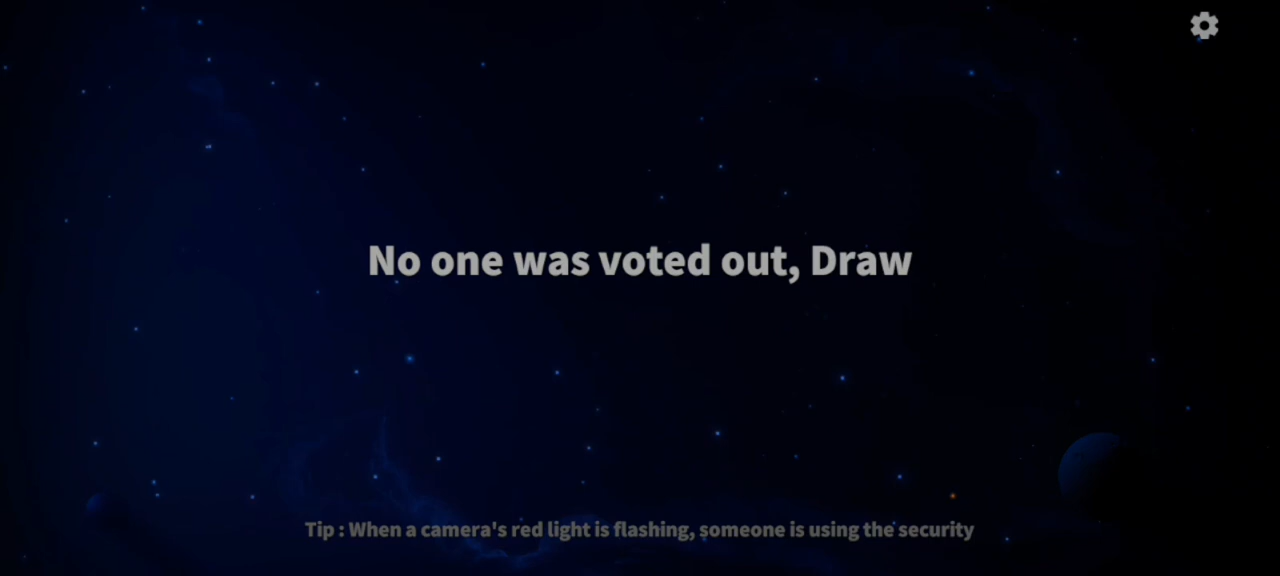 No one was voted out, Draw
Tip : When a camera's red light is flashing, someone is using the security